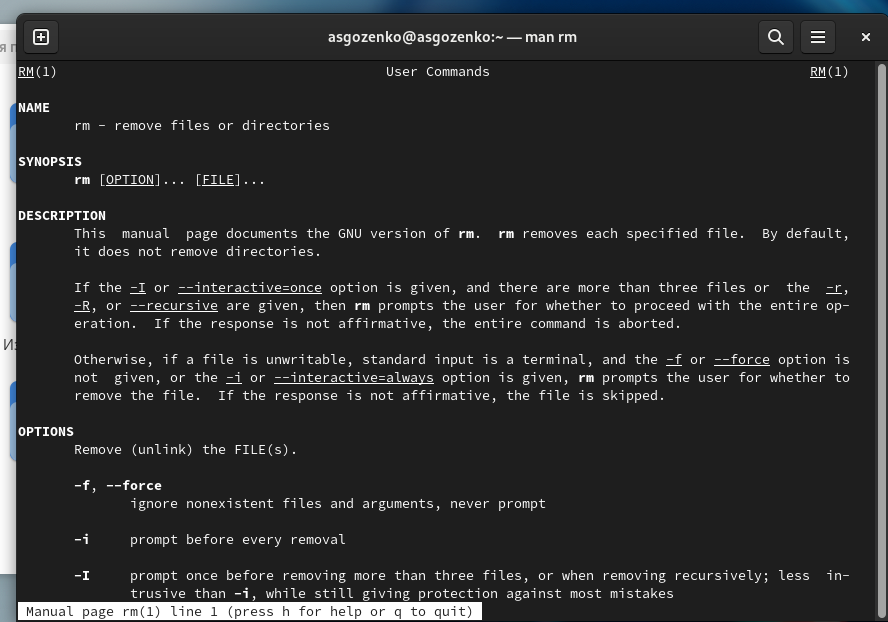 я п
asgozenko@asgozenko:~ — man rm
RM(1) User Commands RM(1)
NAME
rm - remove files or directories
SYNOPSIS
rm [OPTION]... [FILE]...
DESCRIPTION
This manual page documents the GNU version of rm. rm removes each specified file. By default,
it does not remove directories.
If the -I or --interactive=once option is given, and there are more than three files or the -r,
-R, or --recursive are given, then rm prompts the user for whether to proceed with the entire op-
eration. If the response is not affirmative, the entire command is aborted.
Otherwise, if a file is unwritable, standard input is a terminal, and the -f or --force option is
not given, or the -i or --interactive=always option is given, rm prompts the user for whether to
remove the file. If the response is not affirmative, the file is skipped.
Из
OPTIONS
Remove (unlink) the FILE(s).
-f, --force
ignore nonexistent files and arguments, never prompt
-i prompt before every removal
-I prompt once before removing more than three files, or when removing recursively; less in-
trusive than -i, while still giving protection against most mistakes
Manual page rm(1) line 1 (press h for help or q to quit)